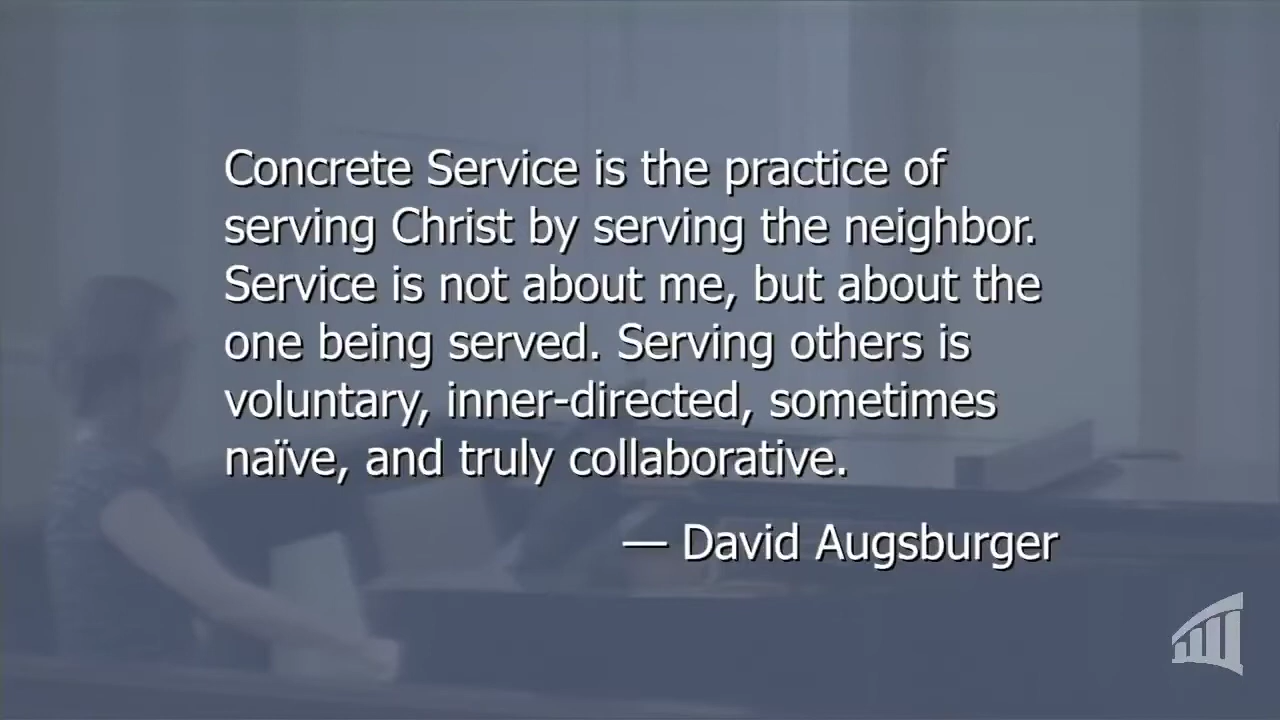 Concrete Service is the practice of
serving Christ by serving the neighbor.
Service is not about me, but about the
one being served. Serving others is
voluntary, inner-directed, sometimes
naïve, and truly collaborative.
— David Augsburger